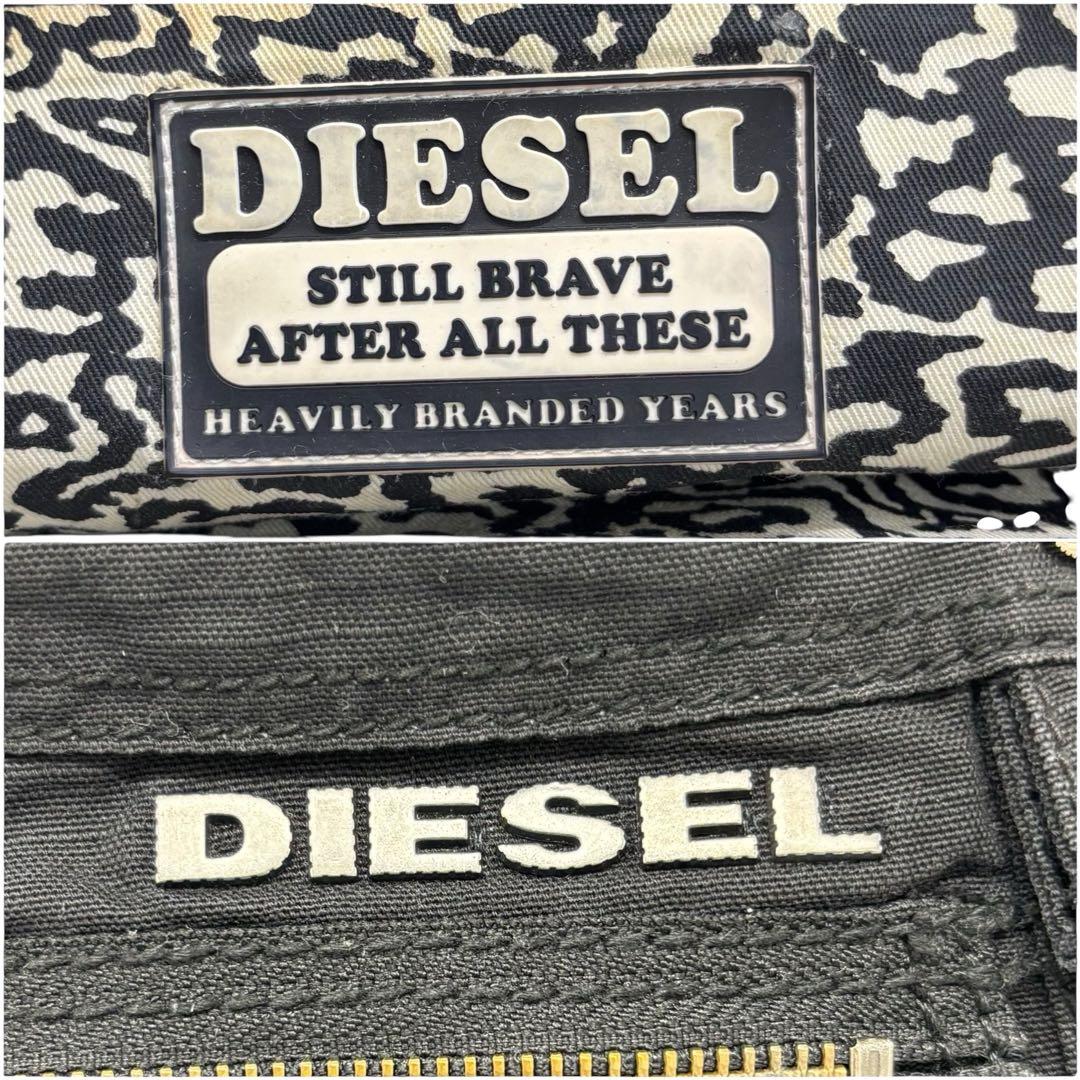 DIESEL
STILL BRAVE
AFTER ALL THESE
HEAVILY BRANDED YEARS
DIESEL